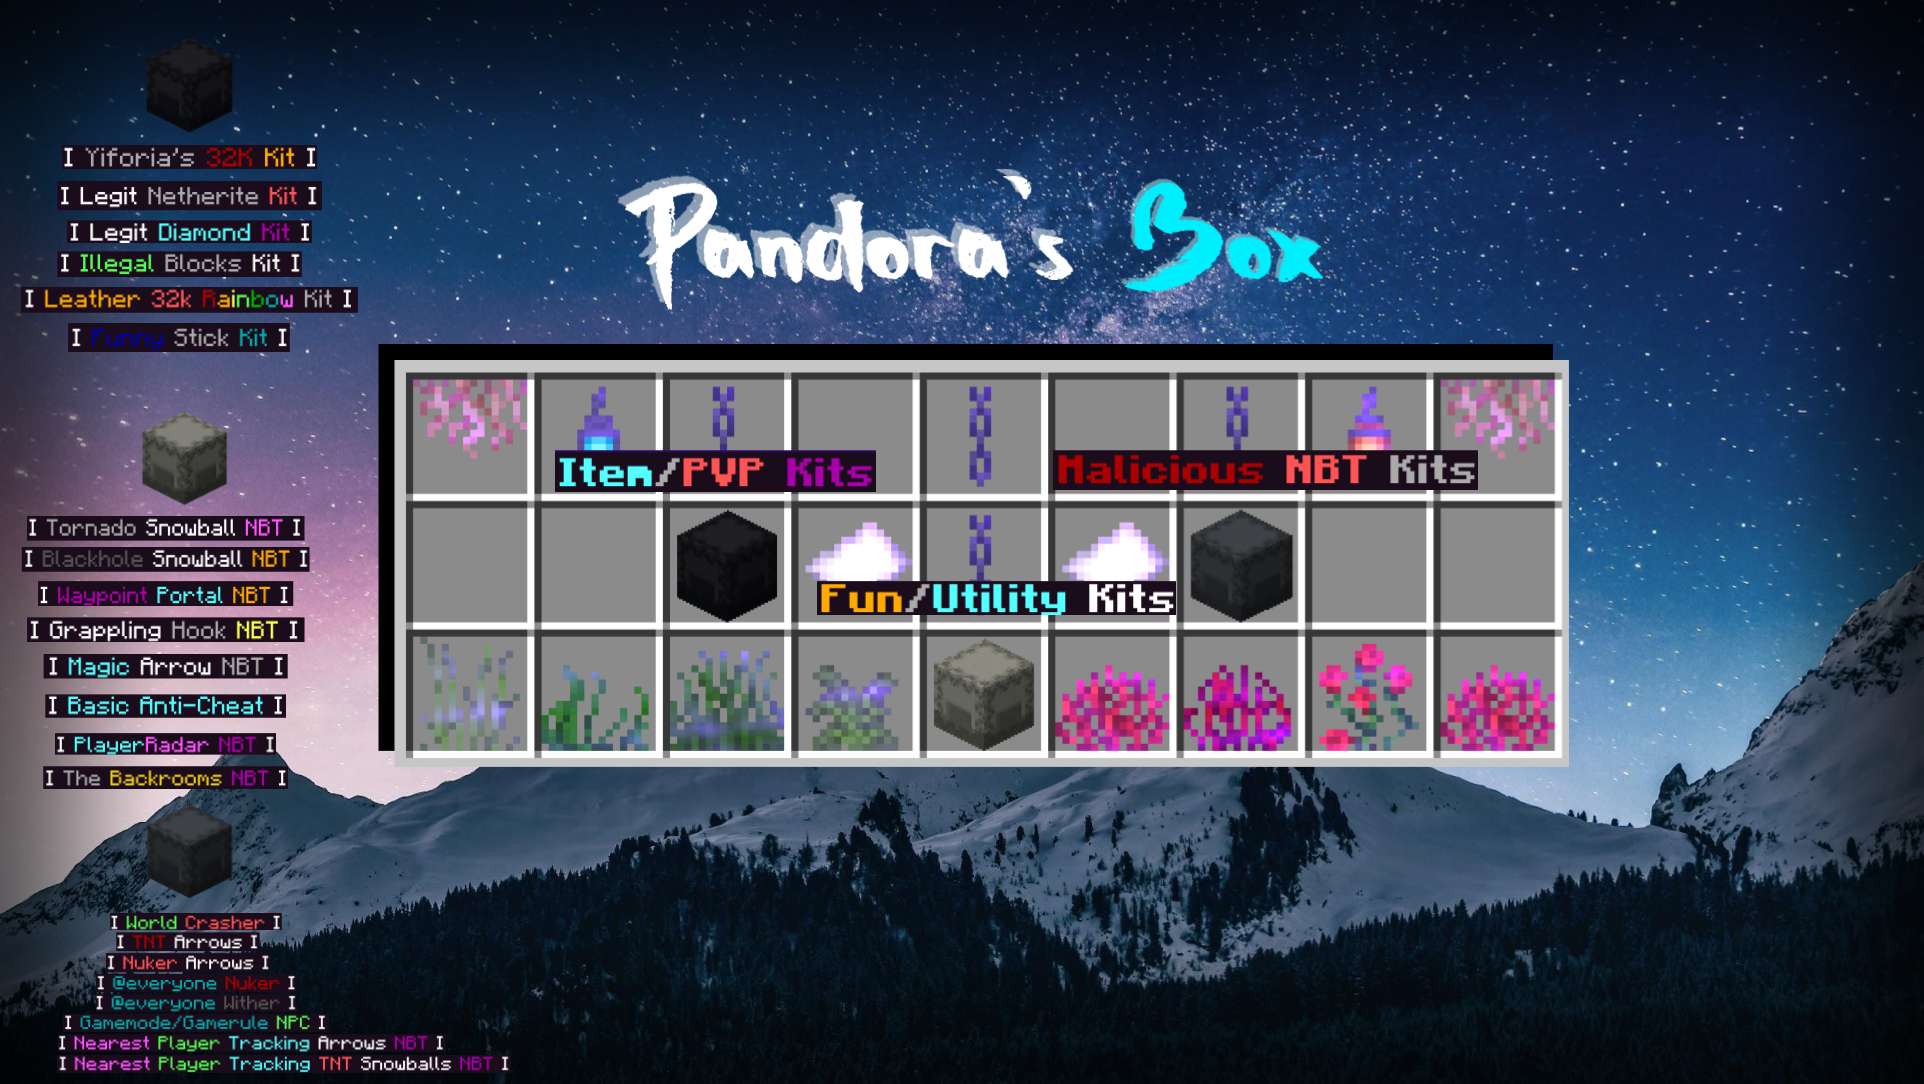 I Yiforia's 32K Kit I
I Legit Netherite Kit I
I Legit Diamond Kit I
I Illegal Blocks Kit I
I Leather 32k Rainbow Kit I
I Funny Stick Kit I
Pandora's Box
Item/PVP Kits
Malicious NBT Kits
Fun/Utility Kits
I Tornado Snowball NBT I
I Blackhole Snowball NBT I
I Waypoint Portal NBT I
I Grappling Hook NBT I
I Magic Arrow NBT I
I Basic Anti-Cheat I
I PlayerRadar NBT I
I The Backrooms NBT I
I World Crasher I
I TNT Arrows I
I Nuker Arrows I
I @everyone Nuker I
I @everyone Wither I
I Gamemode/Gamerule NPC I
I Nearest Player Tracking Arrows NBT I
I Nearest Player Tracking TNT Snowballs NBT I